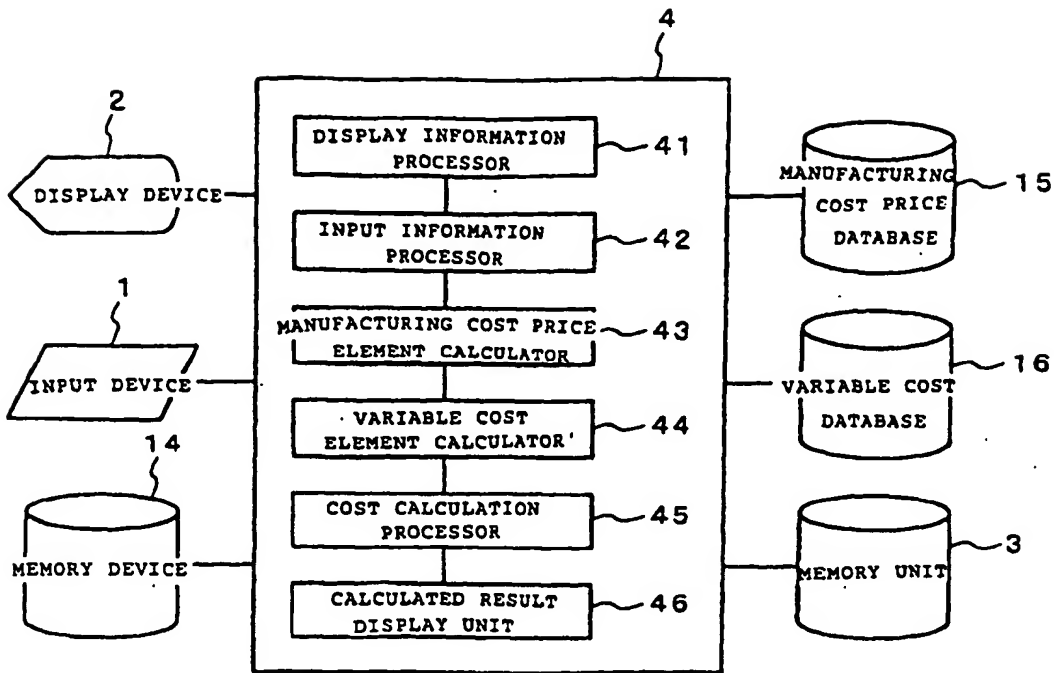 4
2
DISPLAY DEVICE
1
INPUT DEVICE
14
MEMORY DEVICE
DISPLAY INFORMATION
PROCESSOR
41
INPUT INFORMATION
PROCESSOR
42
MANUFACTURING COST PRICE
ELEMENT CALCULATOR
43
VARIABLE COST
ELEMENT CALCULATOR'
44
COST CALCULATION
PROCESSOR
45
CALCULATED RESULT
DISPLAY UNIT
46
MANUFACTURING
COST PRICE
DATABASE
15
VARIABLE COST
DATABASE
16
MEMORY UNIT
3